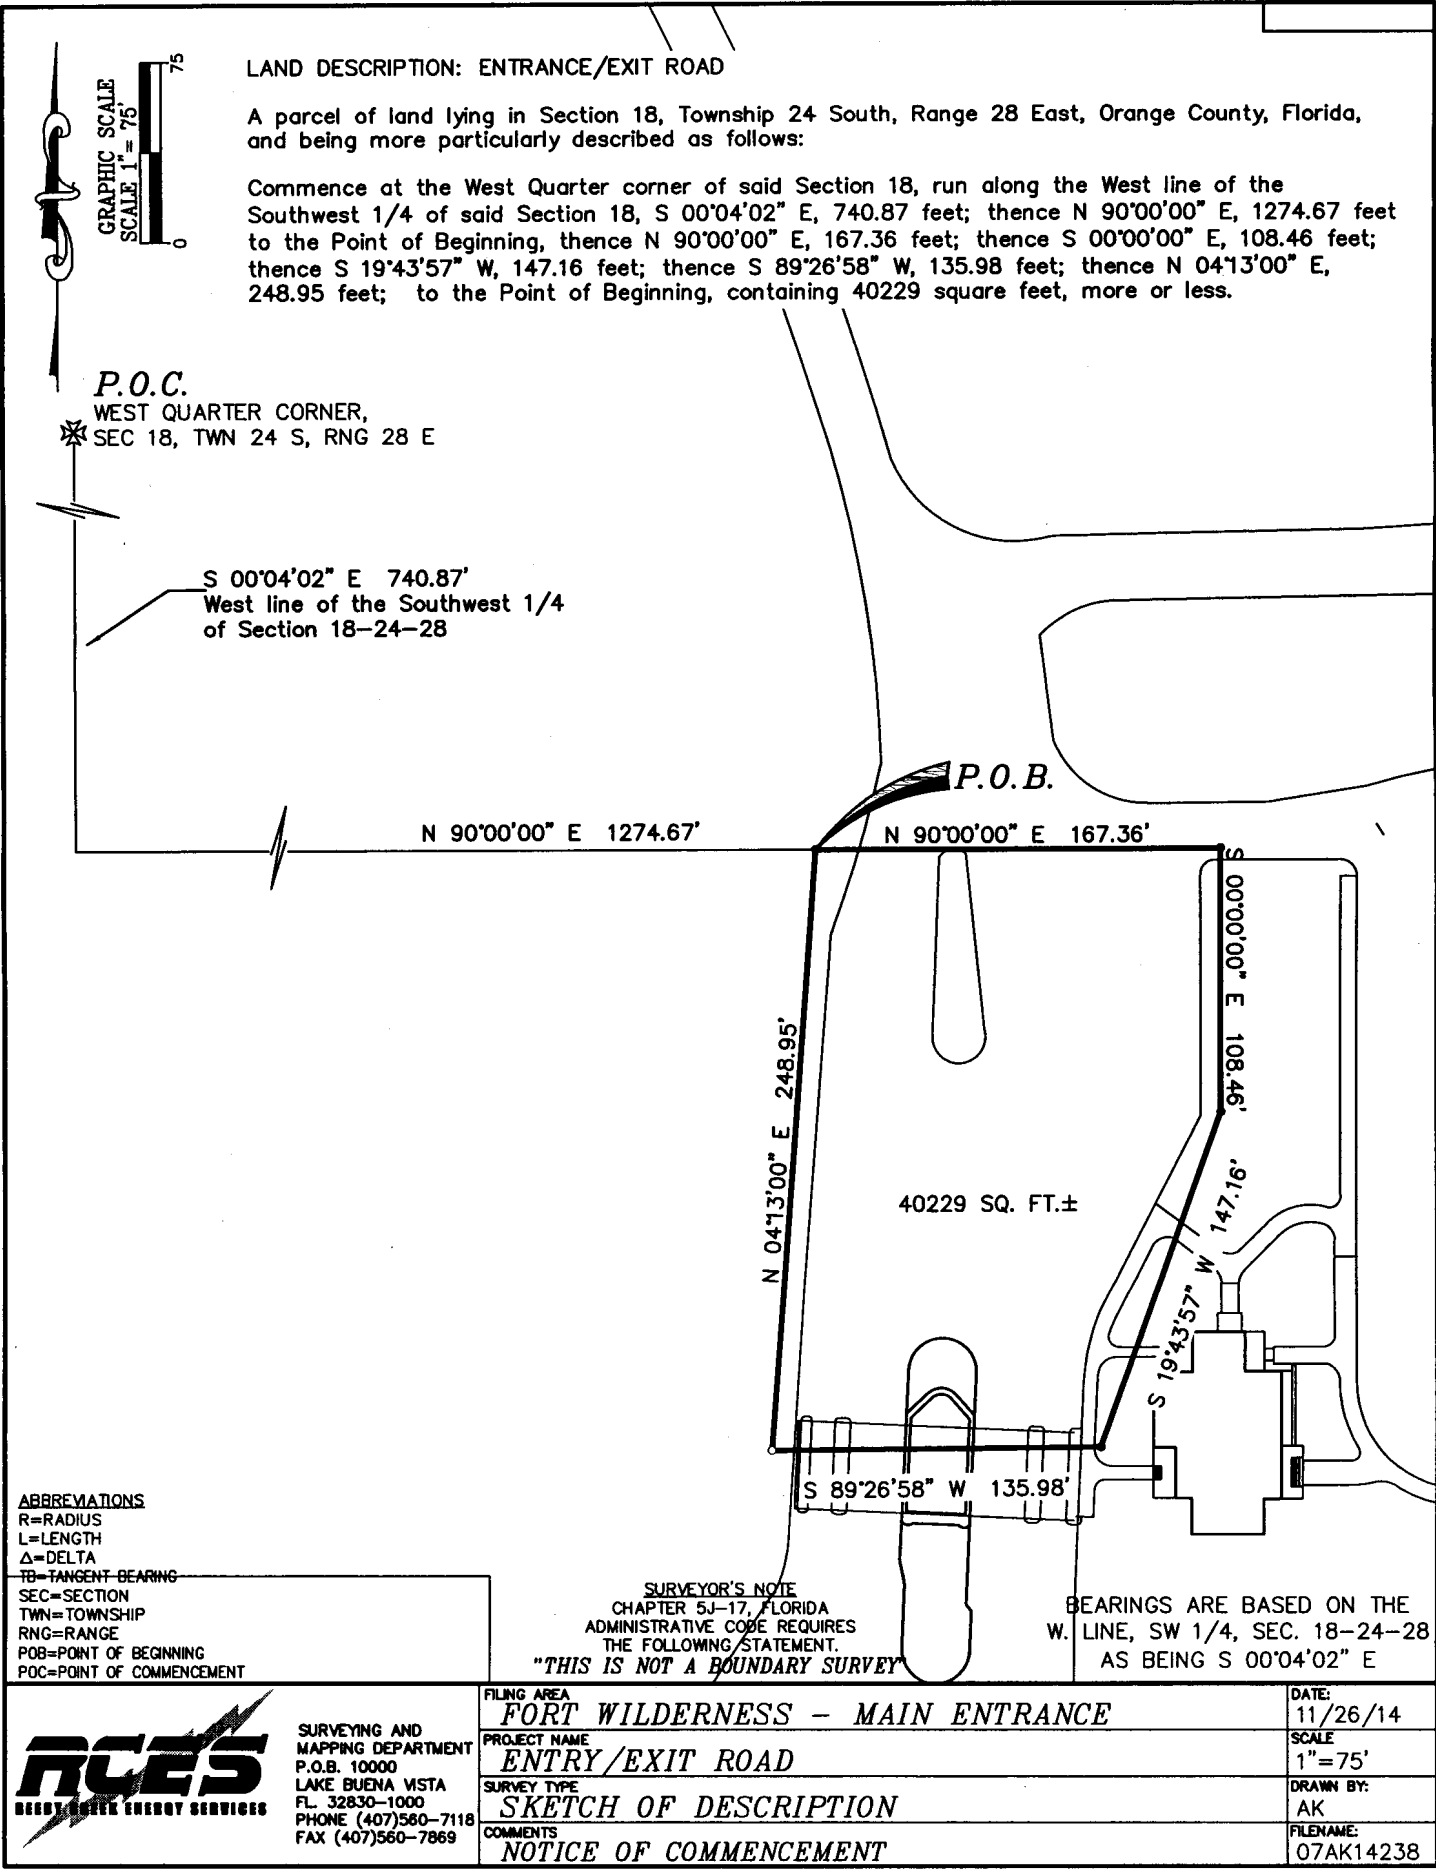 LAND DESCRIPTION: ENTRANCE/EXIT ROAD
A parcel of land lying in Section 18, Township 24 South, Range 28 East, Orange County, Florida,
and being more particularly described as follows:
Commence at the West Quarter corner of said Section 18, run along the West line of the
Southwest 1/4 of said Section 18, S 00°04'02" E, 740.87 feet; thence N 90°00'00" E, 1274.67 feet
to the Point of Beginning, thence N 90°00'00" E, 167.36 feet; thence S 00°00'00" E, 108.46 feet;
thence S 19°43'57" W, 147.16 feet; thence S 89°26'58" W, 135.98 feet; thence N 04°13'00" E,
248.95 feet; to the Point of Beginning, containing 40229 square feet, more or less.
GRAPHIC SCALE
SCALE 1"= 75'
75
0
P.O.C.
WEST QUARTER CORNER,
SEC 18, TWN 24 S, RNG 28 E
S 00°04'02" E 740.87'
West line of the Southwest 1/4
of Section 18-24-28
P.O.B.
N 90°00'00" E 1274.67'
N 90°00'00" E 167.36'
S 00°00'00" E 108.46'
N 04°13'00" E 248.95'
40229 SQ. FT.±
S 19°43'57" W 147.16'
S 89°26'58" W 135.98'
ABBREVIATIONS
R=RADIUS
L=LENGTH
Δ=DELTA
TB=TANGENT BEARING
SEC=SECTION
TWN=TOWNSHIP
RNG=RANGE
POB=POINT OF BEGINNING
POC=POINT OF COMMENCEMENT
SURVEYOR'S NOTE
CHAPTER 5J-17, FLORIDA
ADMINISTRATIVE CODE REQUIRES
THE FOLLOWING STATEMENT.
"THIS IS NOT A BOUNDARY SURVEY"
BEARINGS ARE BASED ON THE
W. LINE, SW 1/4, SEC. 18-24-28
AS BEING S 00°04'02" E
RCES
REEDY CREEK ENERGY SERVICES
SURVEYING AND
MAPPING DEPARTMENT
P.O.B. 10000
LAKE BUENA VISTA
FL. 32830-1000
PHONE (407)560-7118
FAX (407)560-7869
FILING AREA
FORT WILDERNESS - MAIN ENTRANCE
PROJECT NAME
ENTRY/EXIT ROAD
SURVEY TYPE
SKETCH OF DESCRIPTION
COMMENTS
NOTICE OF COMMENCEMENT
DATE:
11/26/14
SCALE
1"=75'
DRAWN BY:
AK
FILENAME:
07AK14238